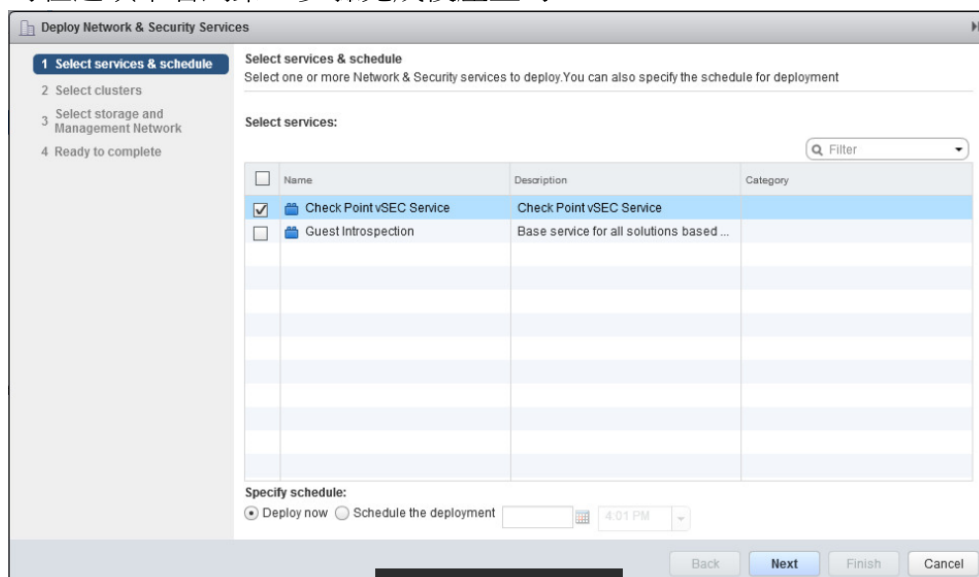 Deploy Network & Security Services
1 Select services & schedule
2 Select clusters
3 Select storage and
Management Network
4 Ready to complete
Select services & schedule
Select one or more Network & Security services to deploy.You can also specify the schedule for deployment
Select services:
Filter
Name Description Category
Check Point vSEC Service Check Point vSEC Service
Guest Introspection Base service for all solutions based ...
Specify schedule:
Deploy now Schedule the deployment 4:01 PM
Back Next Finish Cancel